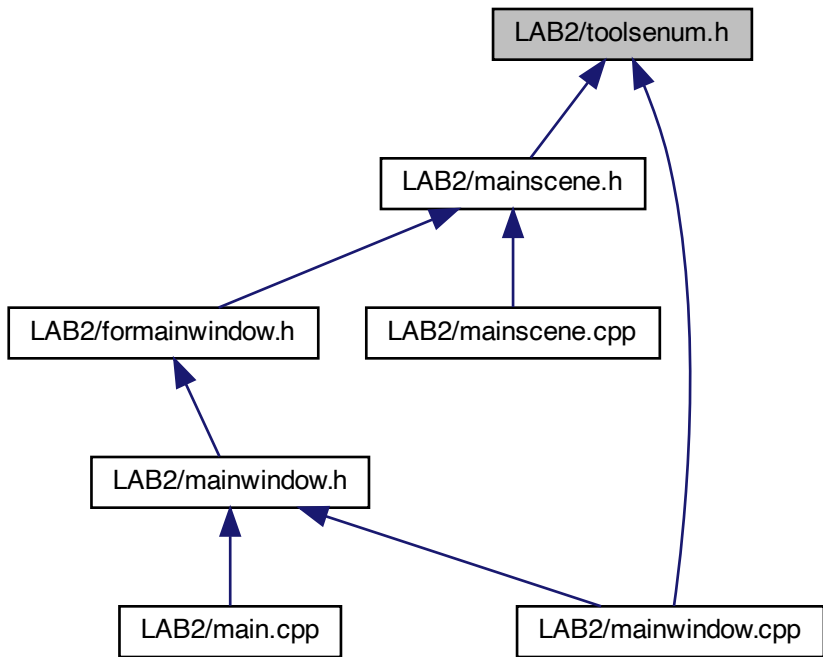 LAB2/toolsenum.h
LAB2/mainscene.h
LAB2/formainwindow.h
LAB2/mainscene.cpp
LAB2/mainwindow.h
LAB2/main.cpp
LAB2/mainwindow.cpp